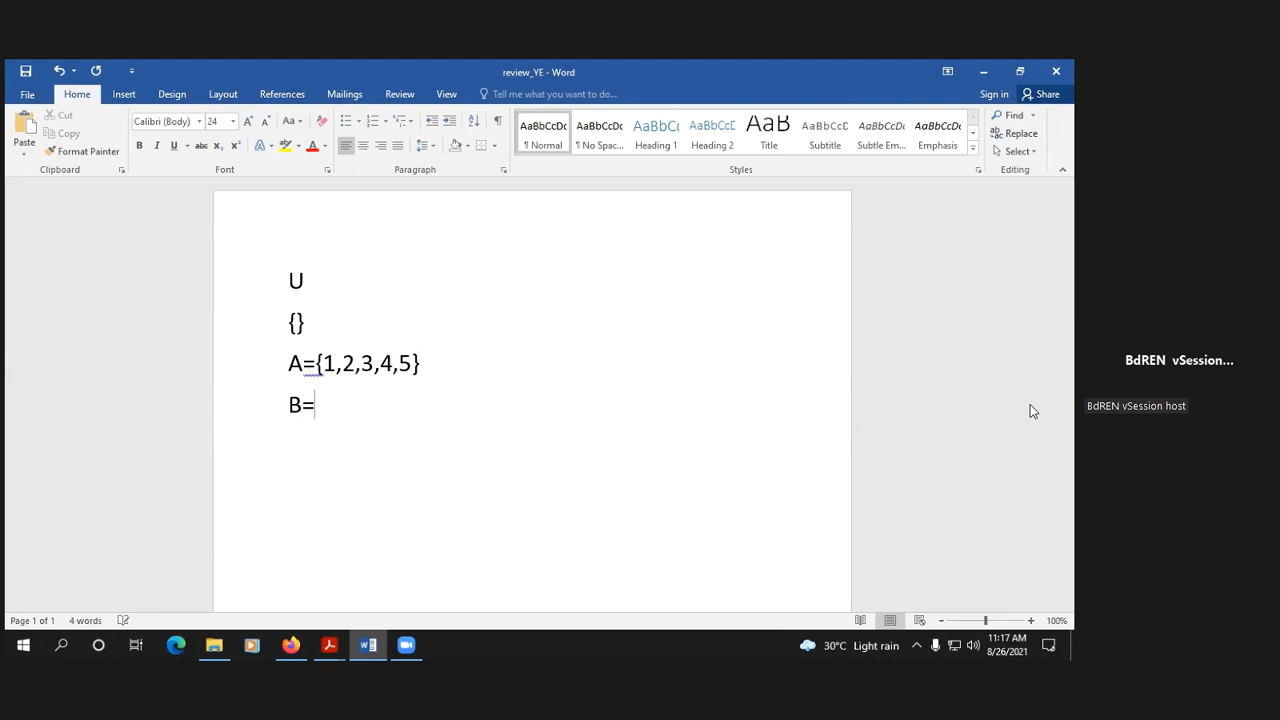 review_YE - Word
File Home Insert Design Layout References Mailings Review View Tell me what you want to do... Sign in Share
Paste
Cut
Copy
Format Painter
Clipboard
Calibri (Body) 24
Font
Paragraph
AaBbCcDc AaBbCcDc AaBbCc AaBbCcD AaB AaBbCcD AaBbCcDc AaBbCcDc
¶ Normal ¶ No Spac... Heading 1 Heading 2 Title Subtitle Subtle Em... Emphasis
Styles
Find
Replace
Select
Editing
U
{}
A={1,2,3,4,5}
B=
BdREN vSession...
BdREN vSession host
Page 1 of 1 4 words 100%
30°C Light rain 11:17 AM
8/26/2021